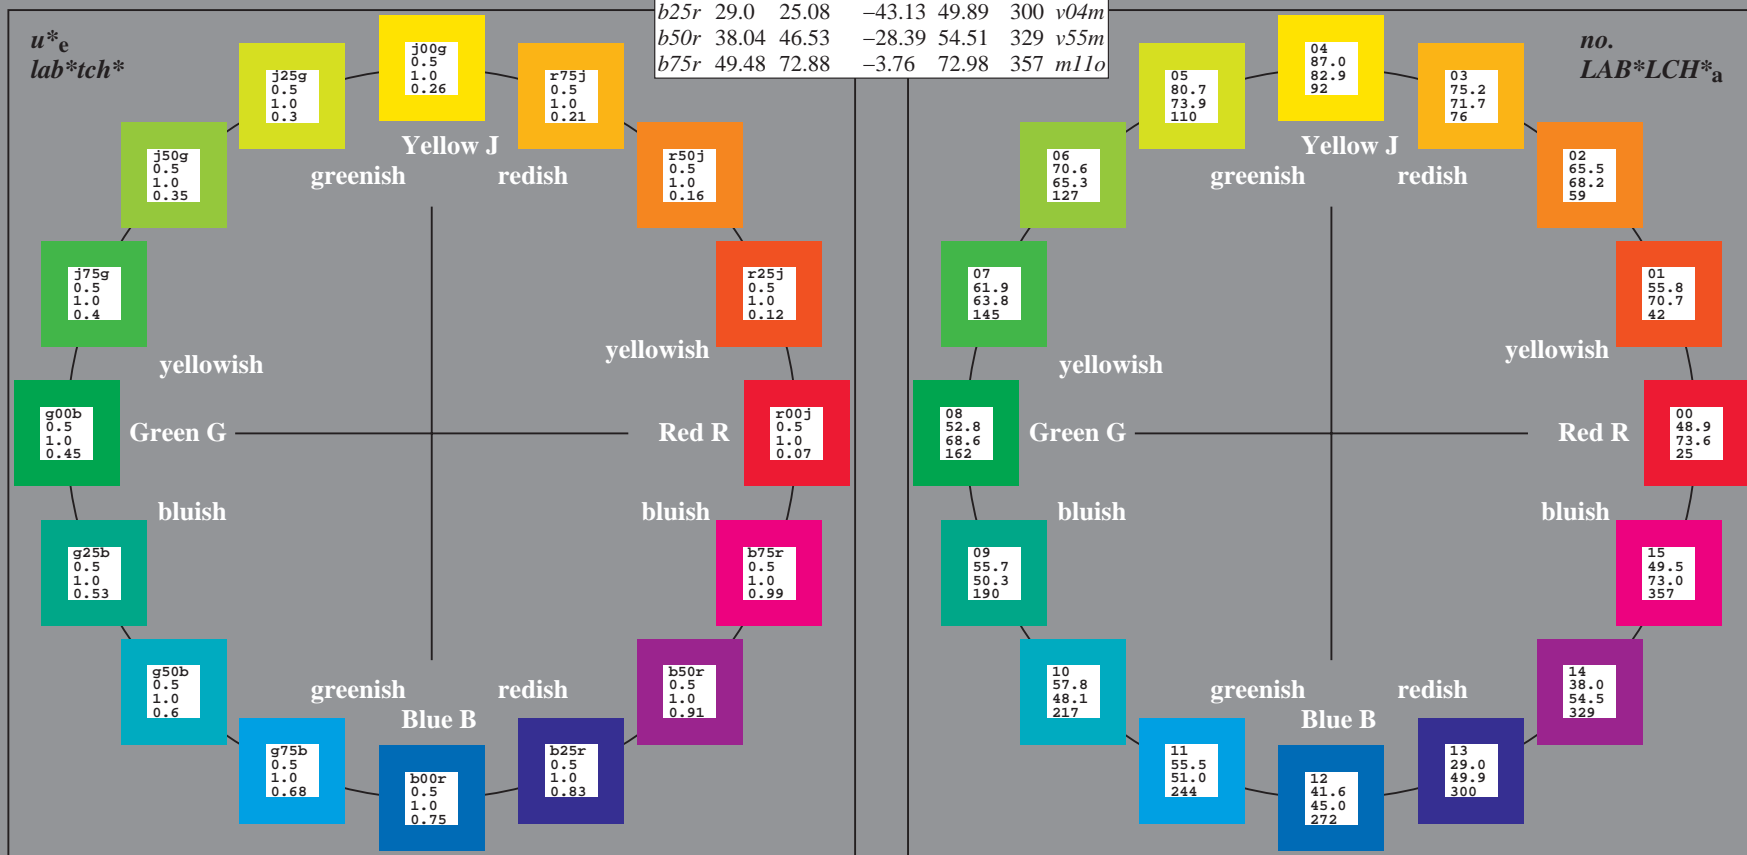 b25r 29.0 25.08 −43.13 49.89 300 v04m
b50r 38.04 46.53 −28.39 54.51 329 v55m
b75r 49.48 72.88 −3.76 72.98 357 m11o
u*e
lab*tch*
j00g
0.5
1.0
0.26
j25g
0.5
1.0
0.3
r75j
0.5
1.0
0.21
j50g
0.5
1.0
0.35
r50j
0.5
1.0
0.16
Yellow J
greenish redish
j75g
0.5
1.0
0.4
r25j
0.5
1.0
0.12
yellowish
yellowish
g00b
0.5
1.0
0.45
Green G
Red R
r00j
0.5
1.0
0.07
bluish
bluish
g25b
0.5
1.0
0.53
b75r
0.5
1.0
0.99
g50b
0.5
1.0
0.6
b50r
0.5
1.0
0.91
greenish redish
Blue B
g75b
0.5
1.0
0.68
b00r
0.5
1.0
0.75
b25r
0.5
1.0
0.83
no.
LAB*LCH*a
04
87.0
82.9
92
05
80.7
73.9
110
03
75.2
71.7
76
06
70.6
65.3
127
02
65.5
68.2
59
Yellow J
greenish redish
07
61.9
63.8
145
01
55.8
70.7
42
yellowish
yellowish
08
52.8
68.6
162
Green G
Red R
00
48.9
73.6
25
bluish
bluish
09
55.7
50.3
190
15
49.5
73.0
357
10
57.8
48.1
217
14
38.0
54.5
329
greenish redish
Blue B
11
55.5
51.0
244
12
41.6
45.0
272
13
29.0
49.9
300